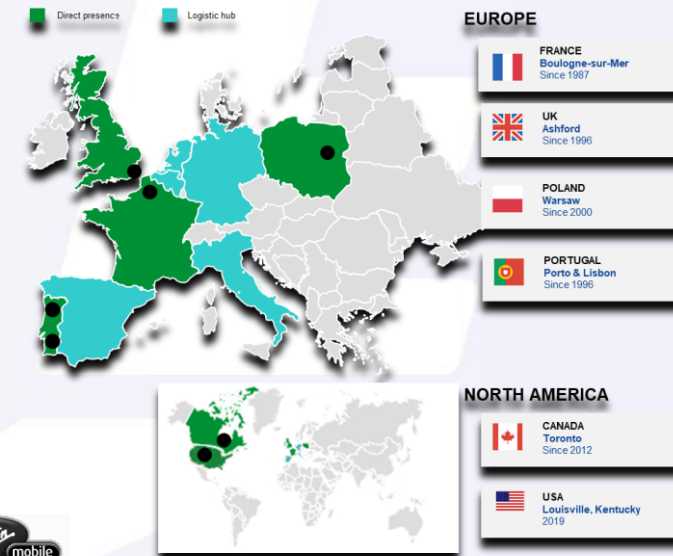 Direct presence
Logistic hub
EUROPE
FRANCE
Boulogne-sur-Mer
Since 1987
UK
Ashford
Since 1996
POLAND
Warsaw
Since 2000
PORTUGAL
Porto & Lisbon
Since 1996
NORTH AMERICA
CANADA
Toronto
Since 2012
USA
Louisville, Kentucky
2019
mobile